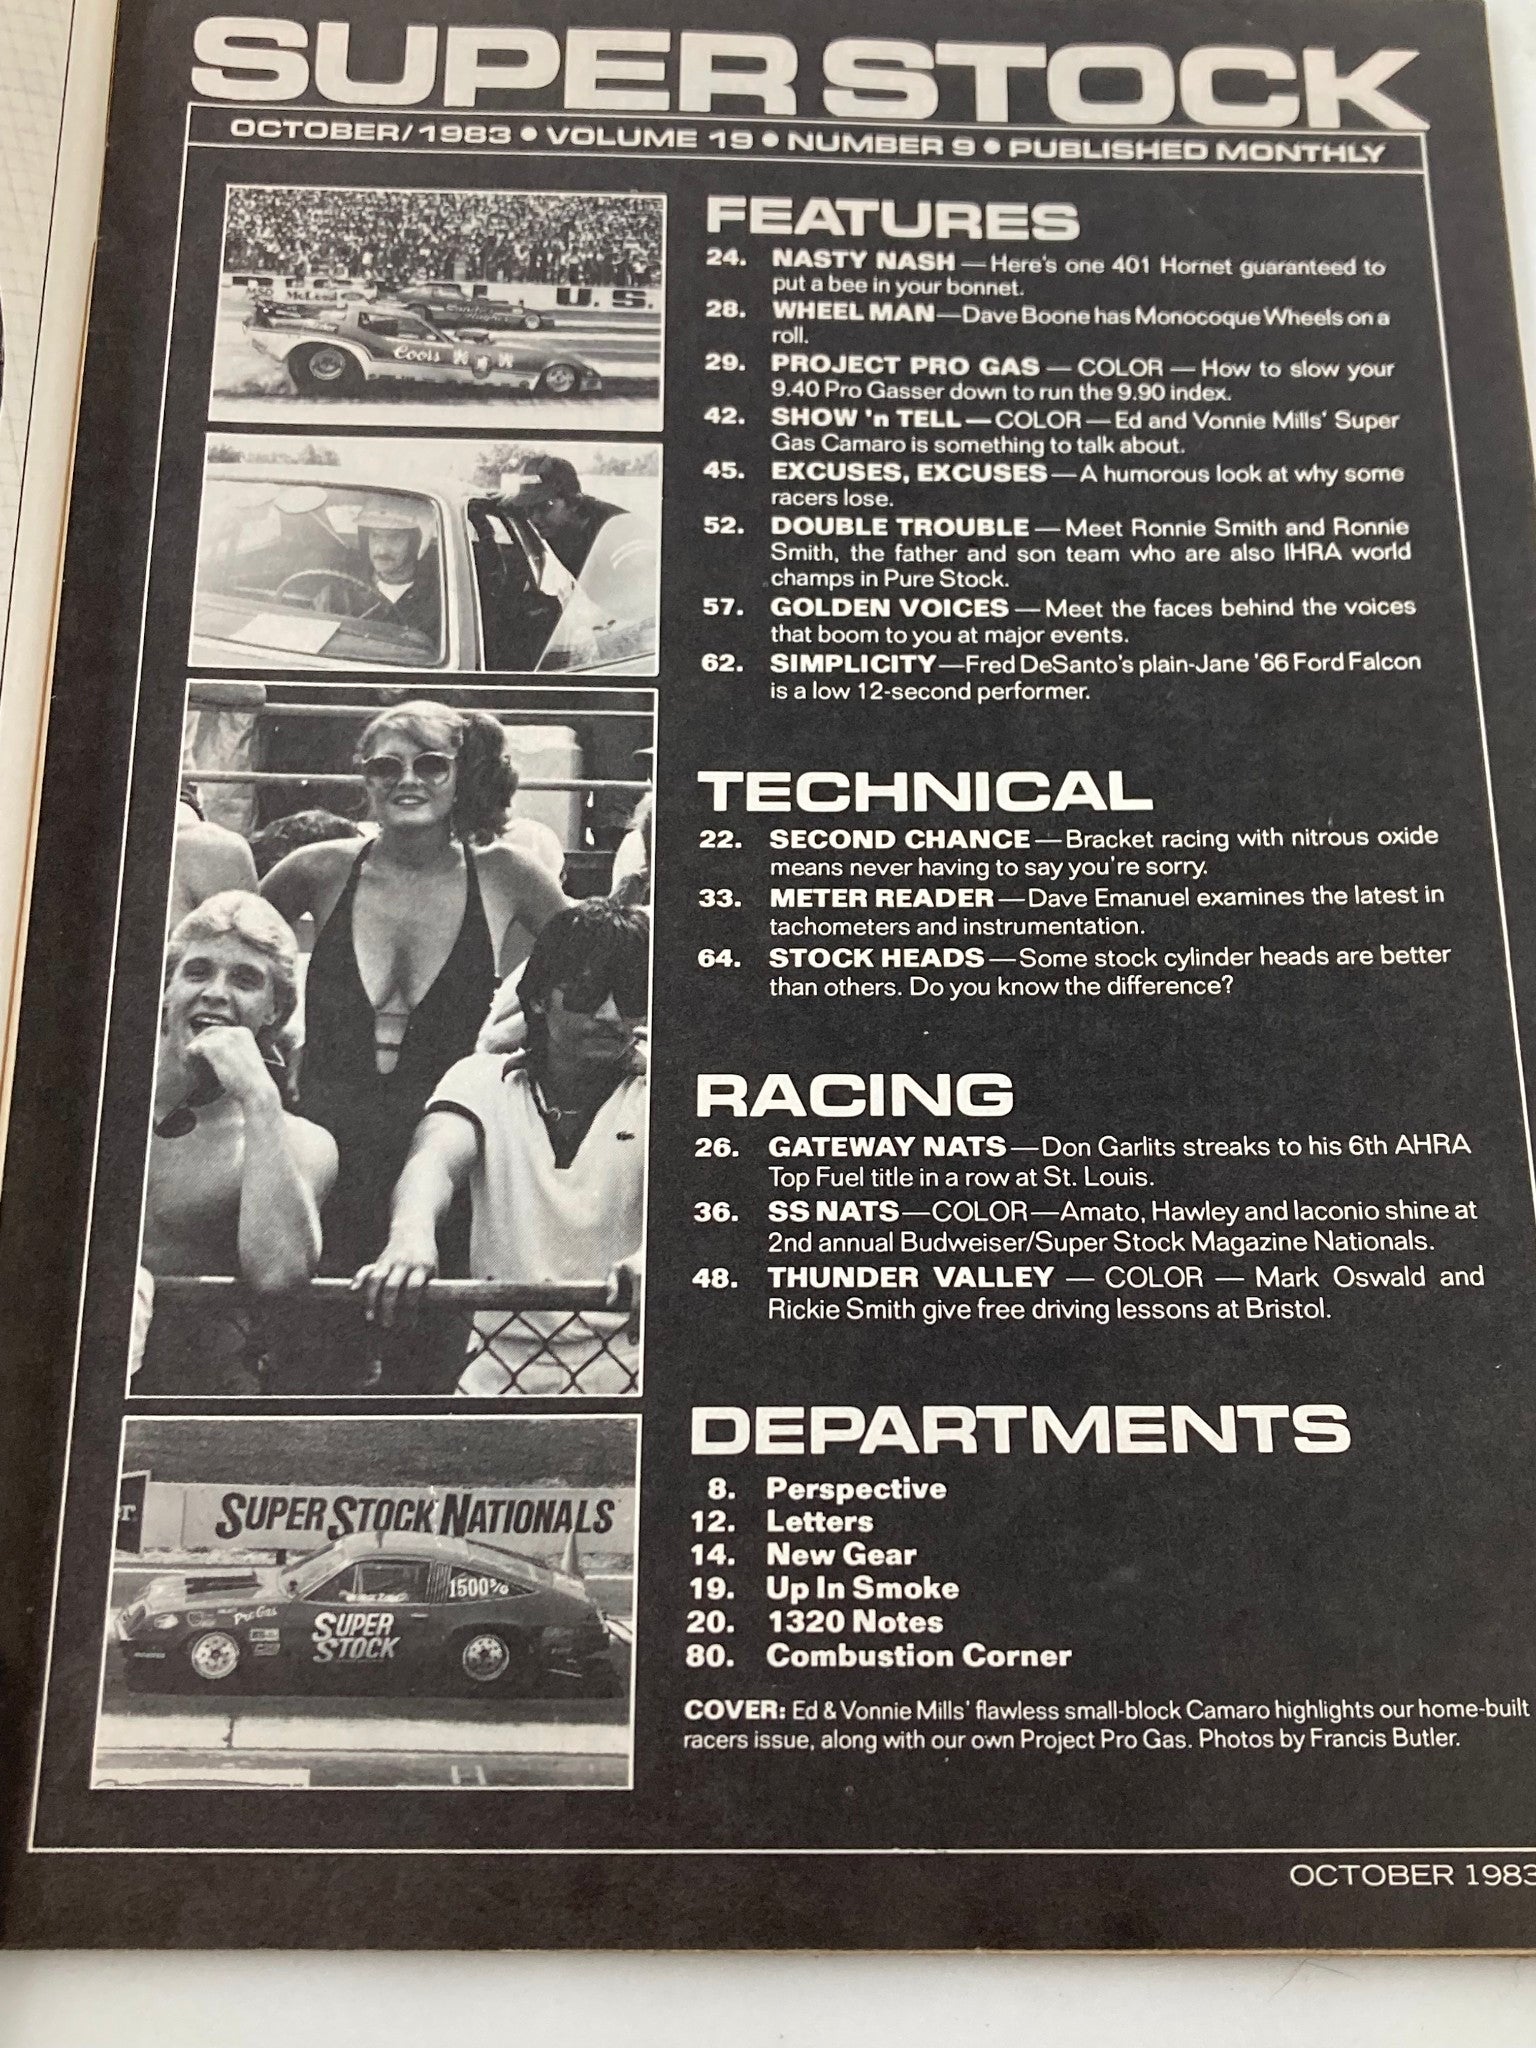 SUPER STOCK
OCTOBER/1983 • VOLUME 19 • NUMBER 9 • PUBLISHED MONTHLY
McLeod
U.S.
Coors
FEATURES
24. NASTY NASH — Here's one 401 Hornet guaranteed to
put a bee in your bonnet.
28. WHEEL MAN — Dave Boone has Monocoque Wheels on a
roll.
29. PROJECT PRO GAS — COLOR — How to slow your
9.40 Pro Gasser down to run the 9.90 index.
42. SHOW 'n TELL — COLOR — Ed and Vonnie Mills' Super
Gas Camaro is something to talk about.
45. EXCUSES, EXCUSES — A humorous look at why some
racers lose.
52. DOUBLE TROUBLE — Meet Ronnie Smith and Ronnie
Smith, the father and son team who are also IHRA world
champs in Pure Stock.
57. GOLDEN VOICES — Meet the faces behind the voices
that boom to you at major events.
62. SIMPLICITY — Fred DeSanto's plain-Jane '66 Ford Falcon
is a low 12-second performer.
TECHNICAL
22. SECOND CHANCE — Bracket racing with nitrous oxide
means never having to say you're sorry.
33. METER READER — Dave Emanuel examines the latest in
tachometers and instrumentation.
64. STOCK HEADS — Some stock cylinder heads are better
than others. Do you know the difference?
RACING
26. GATEWAY NATS — Don Garlits streaks to his 6th AHRA
Top Fuel title in a row at St. Louis.
36. SS NATS — COLOR — Amato, Hawley and Iaconio shine at
2nd annual Budweiser/Super Stock Magazine Nationals.
48. THUNDER VALLEY — COLOR — Mark Oswald and
Rickie Smith give free driving lessons at Bristol.
DEPARTMENTS
8. Perspective
12. Letters
14. New Gear
19. Up In Smoke
20. 1320 Notes
80. Combustion Corner
COVER: Ed & Vonnie Mills' flawless small-block Camaro highlights our home-built
racers issue, along with our own Project Pro Gas. Photos by Francis Butler.
SUPER STOCK NATIONALS
Pro Gas
SUPER
STOCK
OCTOBER 1983